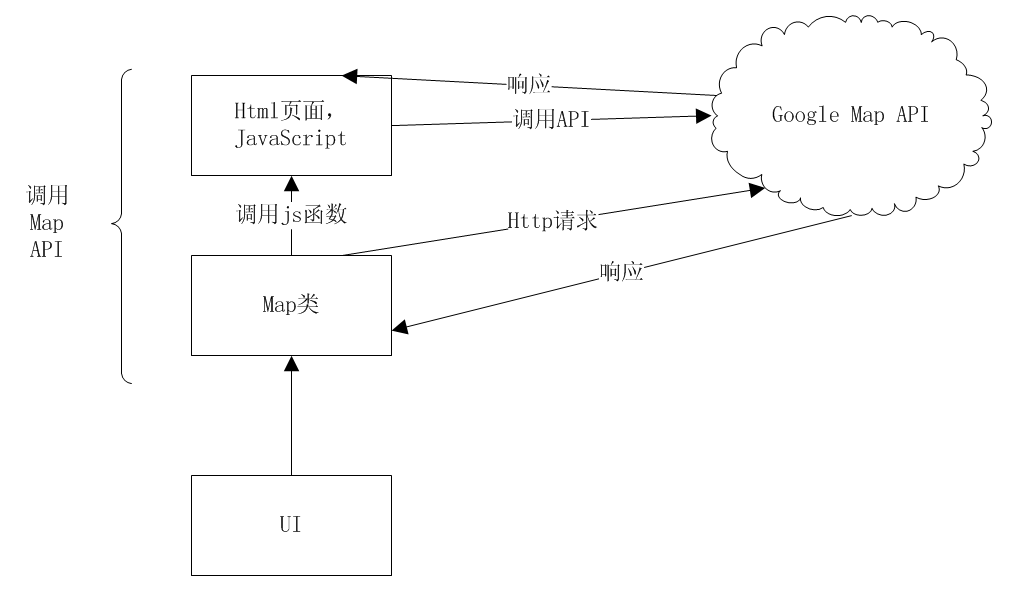 响应
Html页面，
JavaScript
调用API
Google Map API
调用
Map
API
调用js函数
Http请求
响应
Map类
UI